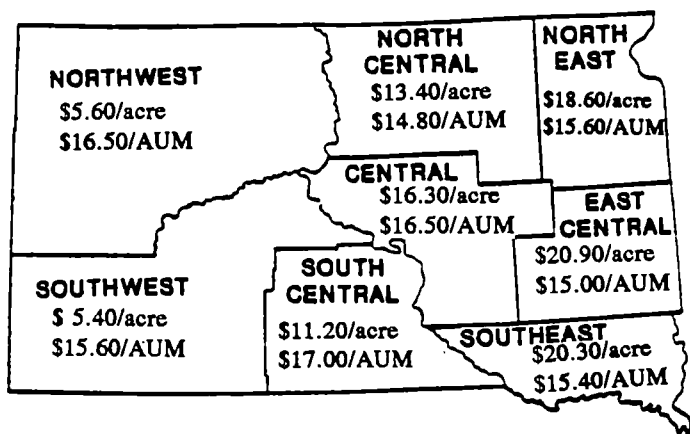 NORTHWEST
$5.60/acre
$16.50/AUM
NORTH
CENTRAL
$13.40/acre
$14.80/AUM
NORTH
EAST
$18.60/acre
$15.60/AUM
CENTRAL
$16.30/acre
$16.50/AUM
EAST
CENTRAL
$20.90/acre
$15.00/AUM
SOUTHWEST
$ 5.40/acre
$15.60/AUM
SOUTH
CENTRAL
$11.20/acre
$17.00/AUM
SOUTHEAST
$20.30/acre
$15.40/AUM